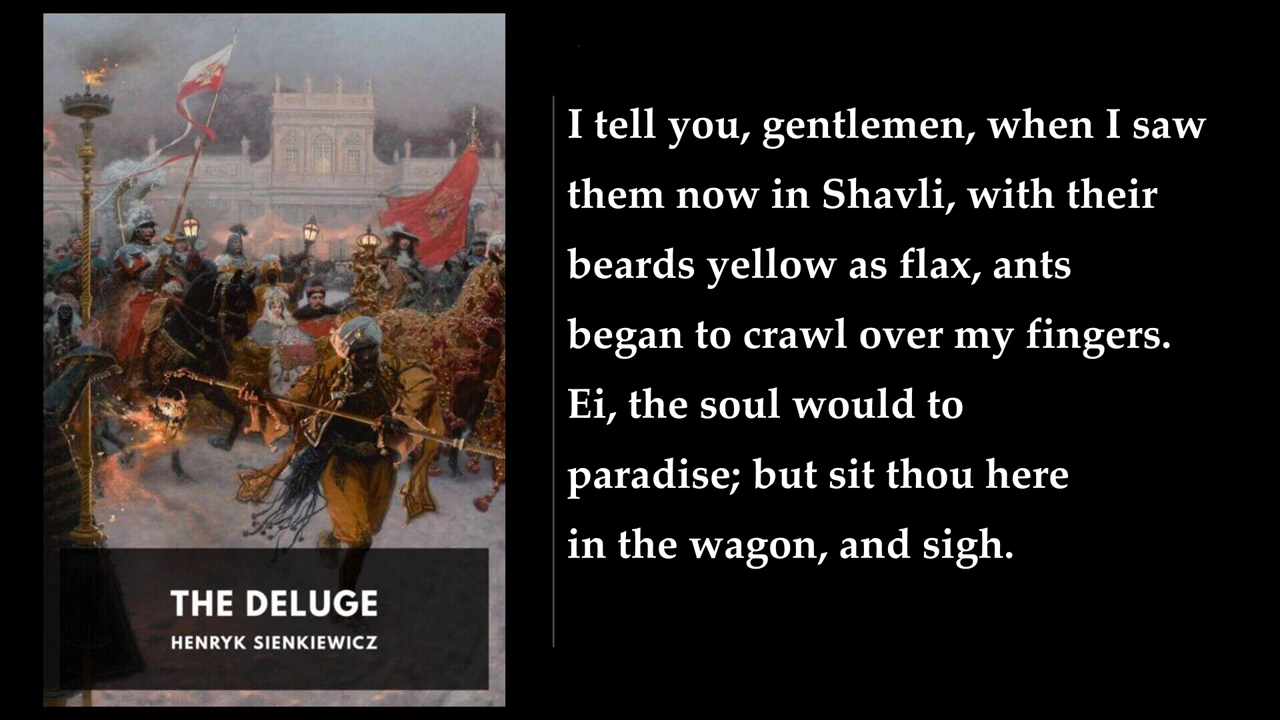 THE DELUGE
HENRYK SIENKIEWICZ
I tell you, gentlemen, when I saw
them now in Shavli, with their
beards yellow as flax, ants
began to crawl over my fingers.
Ei, the soul would to
paradise; but sit thou here
in the wagon, and sigh.